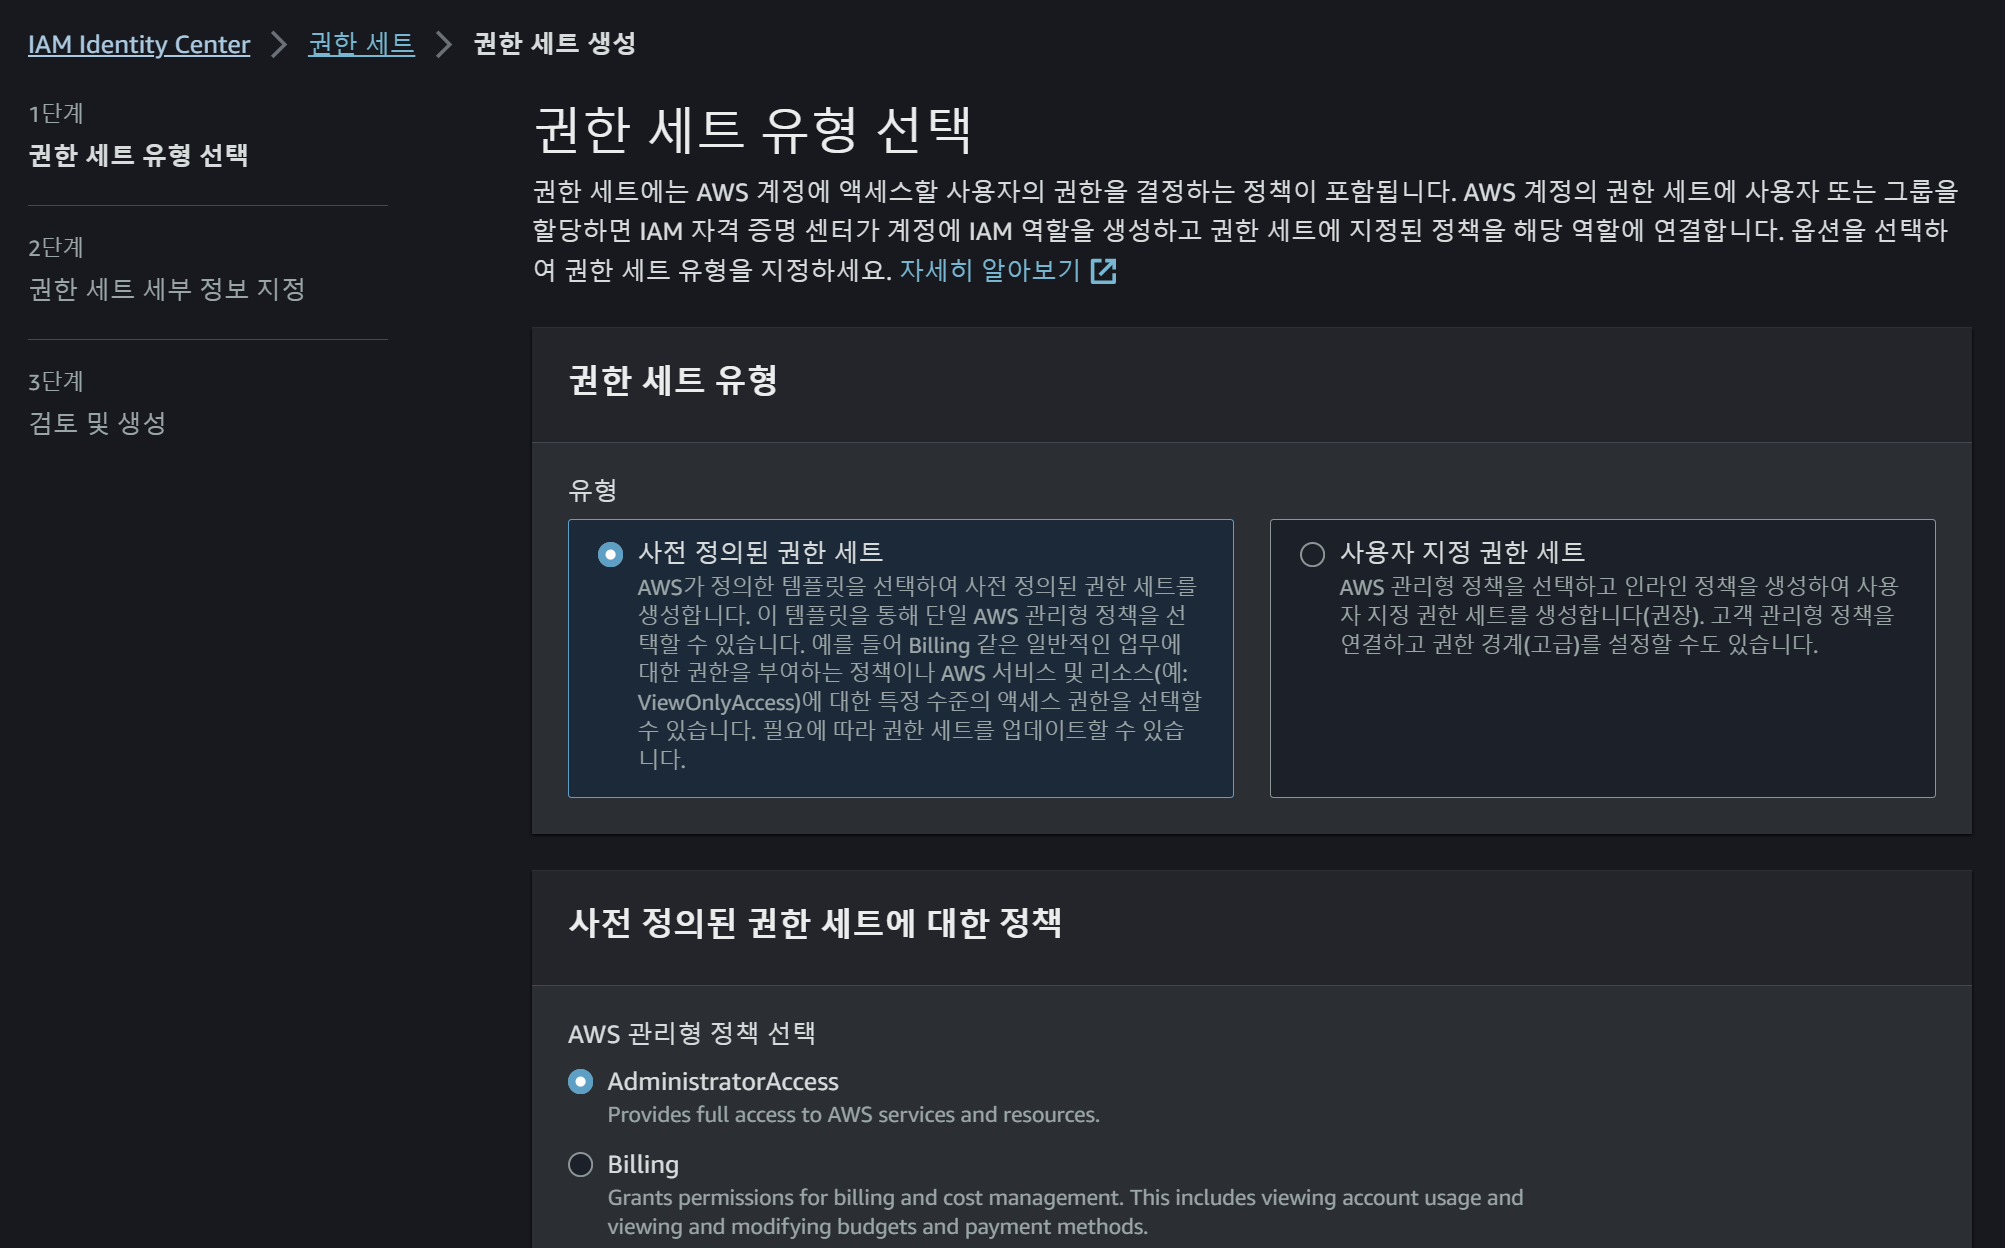 IAM Identity Center > 권한 세트 > 권한 세트 생성
1단계
권한 세트 유형 선택
2단계
권한 세트 세부 정보 지정
3단계
검토 및 생성
권한 세트 유형 선택
권한 세트에는 AWS 계정에 액세스할 사용자의 권한을 결정하는 정책이 포함됩니다. AWS 계정의 권한 세트에 사용자 또는 그룹을
할당하면 IAM 자격 증명 센터가 계정에 IAM 역할을 생성하고 권한 세트에 지정된 정책을 해당 역할에 연결합니다. 옵션을 선택하
여 권한 세트 유형을 지정하세요. 자세히 알아보기
권한 세트 유형
유형
사전 정의된 권한 세트
AWS가 정의한 템플릿을 선택하여 사전 정의된 권한 세트를
생성합니다. 이 템플릿을 통해 단일 AWS 관리형 정책을 선
택할 수 있습니다. 예를 들어 Billing 같은 일반적인 업무에
대한 권한을 부여하는 정책이나 AWS 서비스 및 리소스(예:
ViewOnlyAccess)에 대한 특정 수준의 액세스 권한을 선택할
수 있습니다. 필요에 따라 권한 세트를 업데이트할 수 있습
니다.
사용자 지정 권한 세트
AWS 관리형 정책을 선택하고 인라인 정책을 생성하여 사용
자 지정 권한 세트를 생성합니다(권장). 고객 관리형 정책을
연결하고 권한 경계(고급)를 설정할 수도 있습니다.
사전 정의된 권한 세트에 대한 정책
AWS 관리형 정책 선택
AdministratorAccess
Provides full access to AWS services and resources.
Billing
Grants permissions for billing and cost management. This includes viewing account usage and
viewing and modifying budgets and payment methods.